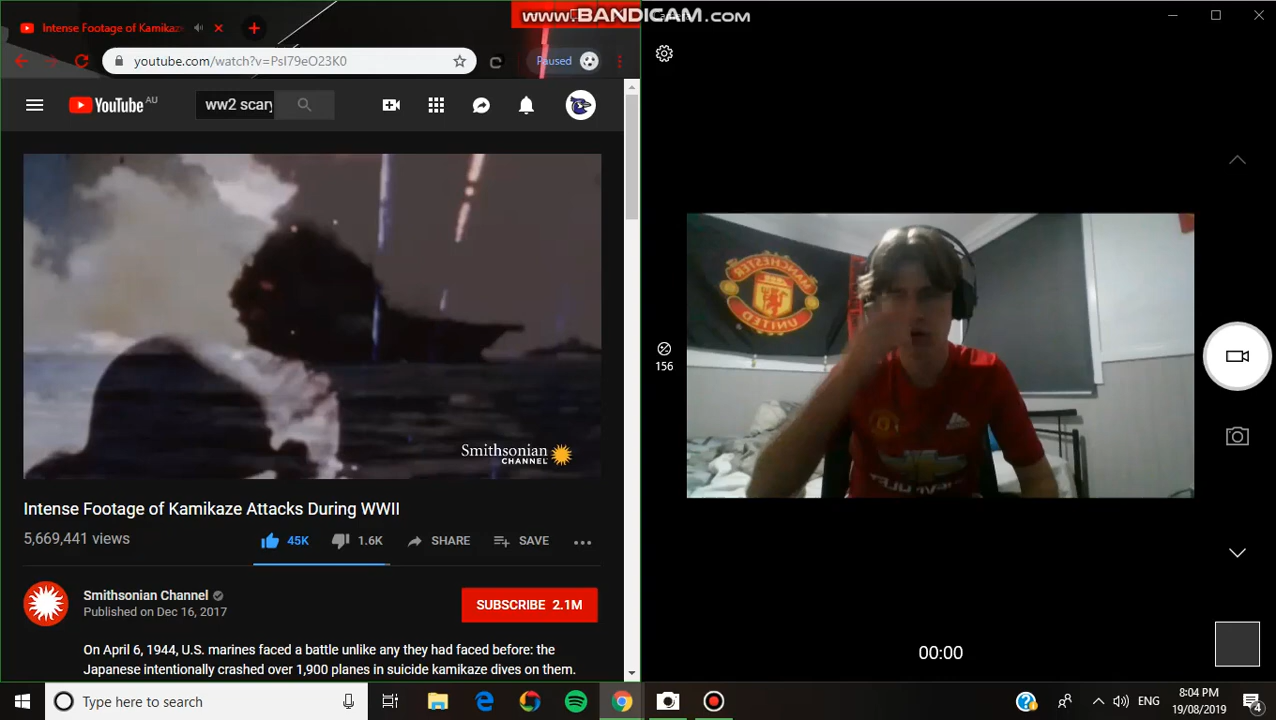 www.BANDICAM.com
Intense Footage of Kamikaz
youtube.com/watch?v=PsI79eO23K0
Paused
YouTube AU
ww2 scary
Smithsonian
CHANNEL
Intense Footage of Kamikaze Attacks During WWII
5,669,441 views
45K
1.6K
SHARE
SAVE
Smithsonian Channel
Published on Dec 16, 2017
SUBSCRIBE 2.1M
On April 6, 1944, U.S. marines faced a battle unlike any they had faced before: the
Japanese intentionally crashed over 1,900 planes in suicide kamikaze dives on them.
MANCHESTER
UNITED
adidas
156
00:00
Type here to search
ENG
8:04 PM
19/08/2019
4